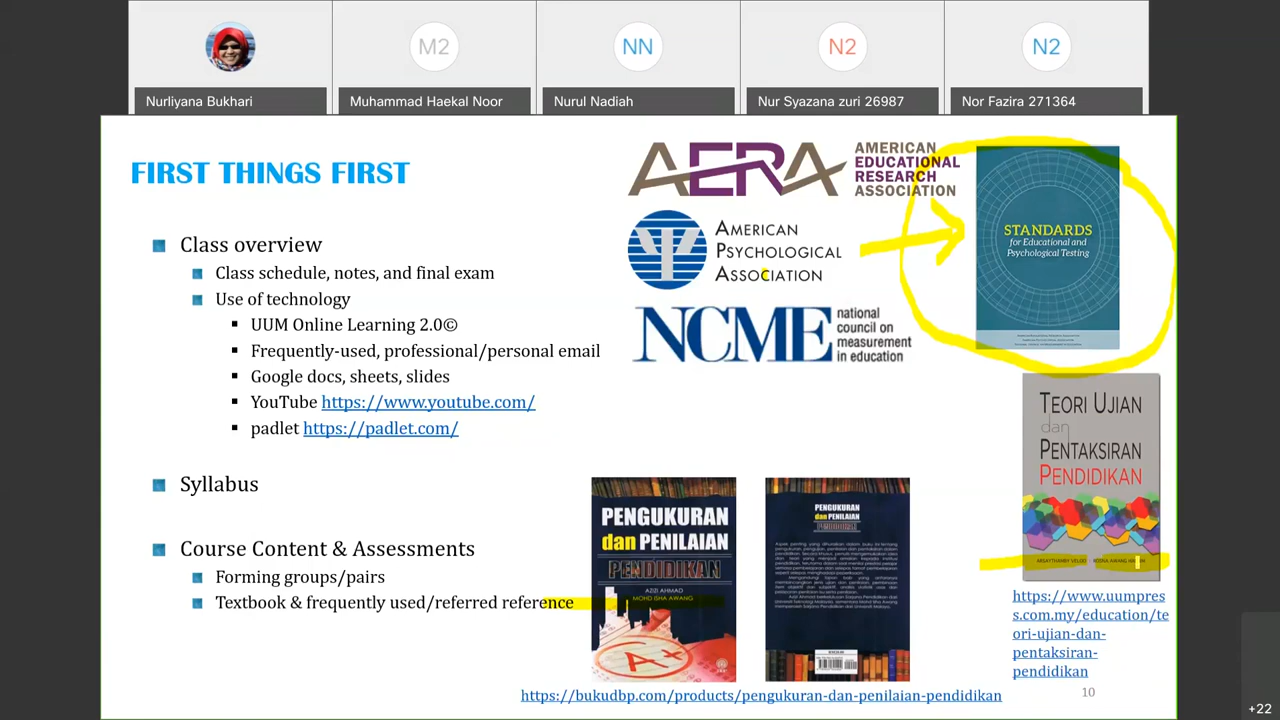 M2
NN
N2
N2
Nurliyana Bukhari
Muhammad Haekal Noor
Nurul Nadiah
Nur Syazana zuri 26987
Nor Fazira 271364
FIRST THINGS FIRST
Class overview
Class schedule, notes, and final exam
Use of technology
UUM Online Learning 2.0©
Frequently-used, professional/personal email
Google docs, sheets, slides
YouTube https://www.youtube.com/
padlet https://padlet.com/
Syllabus
Course Content & Assessments
Forming groups/pairs
Textbook & frequently used/referred reference
AERA
AMERICAN
EDUCATIONAL
RESEARCH
ASSOCIATION
AMERICAN
PSYCHOLOGICAL
ASSOCIATION
NCME
national
council on
measurement
in education
STANDARDS
for Educational and
Psychological Testing
TEORI UJIAN
dan
PENTAKSIRAN
PENDIDIKAN
https://www.uumpres
s.com.my/education/te
ori-ujian-dan-
pentaksiran-
pendidikan
PENGUKURAN
dan PENILAIAN
PENDIDIKAN
AZIZI AHMAD
MOHD ISHA AWANG
A+
PENGUKURAN
dan PENILAIAN
PENDIDIKAN
https://bukudbp.com/products/pengukuran-dan-penilaian-pendidikan
10
+22